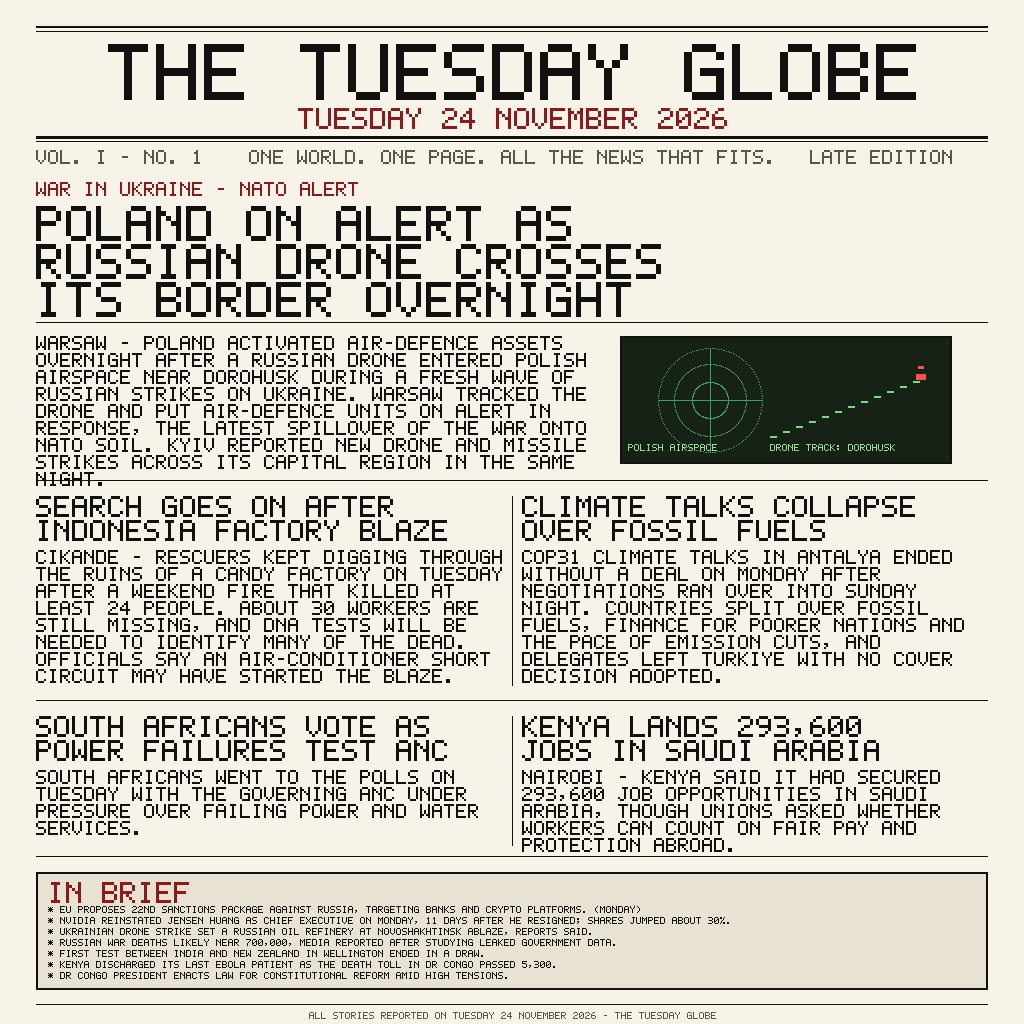 THE TUESDAY GLOBE
TUESDAY 24 NOVEMBER 2026
VOL. I - NO. 1 ONE WORLD. ONE PAGE. ALL THE NEWS THAT FITS. LATE EDITION
WAR IN UKRAINE - NATO ALERT
POLAND ON ALERT AS
RUSSIAN DRONE CROSSES
ITS BORDER OVERNIGHT
WARSAW - POLAND ACTIVATED AIR-DEFENCE ASSETS
OVERNIGHT AFTER A RUSSIAN DRONE ENTERED POLISH
AIRSPACE NEAR DOROHUSK DURING A FRESH WAVE OF
RUSSIAN STRIKES ON UKRAINE. WARSAW TRACKED THE
DRONE AND PUT AIR-DEFENCE UNITS ON ALERT IN
RESPONSE, THE LATEST SPILLOVER OF THE WAR ONTO
NATO SOIL. KYIV REPORTED NEW DRONE AND MISSILE
STRIKES ACROSS ITS CAPITAL REGION IN THE SAME
NIGHT.
POLISH AIRSPACE
DRONE TRACK: DOROHUSK
SEARCH GOES ON AFTER
INDONESIA FACTORY BLAZE
CIKANDE - RESCUERS KEPT DIGGING THROUGH
THE RUINS OF A CANDY FACTORY ON TUESDAY
AFTER A WEEKEND FIRE THAT KILLED AT
LEAST 24 PEOPLE. ABOUT 30 WORKERS ARE
STILL MISSING, AND DNA TESTS WILL BE
NEEDED TO IDENTIFY MANY OF THE DEAD.
OFFICIALS SAY AN AIR-CONDITIONER SHORT
CIRCUIT MAY HAVE STARTED THE BLAZE.
CLIMATE TALKS COLLAPSE
OVER FOSSIL FUELS
COP31 CLIMATE TALKS IN ANTALYA ENDED
WITHOUT A DEAL ON MONDAY AFTER
NEGOTIATIONS RAN OVER INTO SUNDAY
NIGHT. COUNTRIES SPLIT OVER FOSSIL
FUELS, FINANCE FOR POORER NATIONS AND
THE PACE OF EMISSION CUTS, AND
DELEGATES LEFT TURKIYE WITH NO COVER
DECISION ADOPTED.
SOUTH AFRICANS VOTE AS
POWER FAILURES TEST ANC
SOUTH AFRICANS WENT TO THE POLLS ON
TUESDAY WITH THE GOVERNING ANC UNDER
PRESSURE OVER FAILING POWER AND WATER
SERVICES.
KENYA LANDS 293,600
JOBS IN SAUDI ARABIA
NAIROBI - KENYA SAID IT HAD SECURED
293,600 JOB OPPORTUNITIES IN SAUDI
ARABIA, THOUGH UNIONS ASKED WHETHER
WORKERS CAN COUNT ON FAIR PAY AND
PROTECTION ABROAD.
IN BRIEF
* EU PROPOSES 22ND SANCTIONS PACKAGE AGAINST RUSSIA, TARGETING BANKS AND CRYPTO PLATFORMS. (MONDAY)
* NVIDIA REINSTATED JENSEN HUANG AS CHIEF EXECUTIVE ON MONDAY, 11 DAYS AFTER HE RESIGNED; SHARES JUMPED ABOUT 30%.
* UKRAINIAN DRONE STRIKE SET A RUSSIAN OIL REFINERY AT NOVOSHAKHTINSK ABLAZE, REPORTS SAID.
* RUSSIAN WAR DEATHS LIKELY NEAR 700,000, MEDIA REPORTED AFTER STUDYING LEAKED GOVERNMENT DATA.
* FIRST TEST BETWEEN INDIA AND NEW ZEALAND IN WELLINGTON ENDED IN A DRAW.
* KENYA DISCHARGED ITS LAST EBOLA PATIENT AS THE DEATH TOLL IN DR CONGO PASSED 5,300.
* DR CONGO PRESIDENT ENACTS LAW FOR CONSTITUTIONAL REFORM AMID HIGH TENSIONS.
ALL STORIES REPORTED ON TUESDAY 24 NOVEMBER 2026 - THE TUESDAY GLOBE